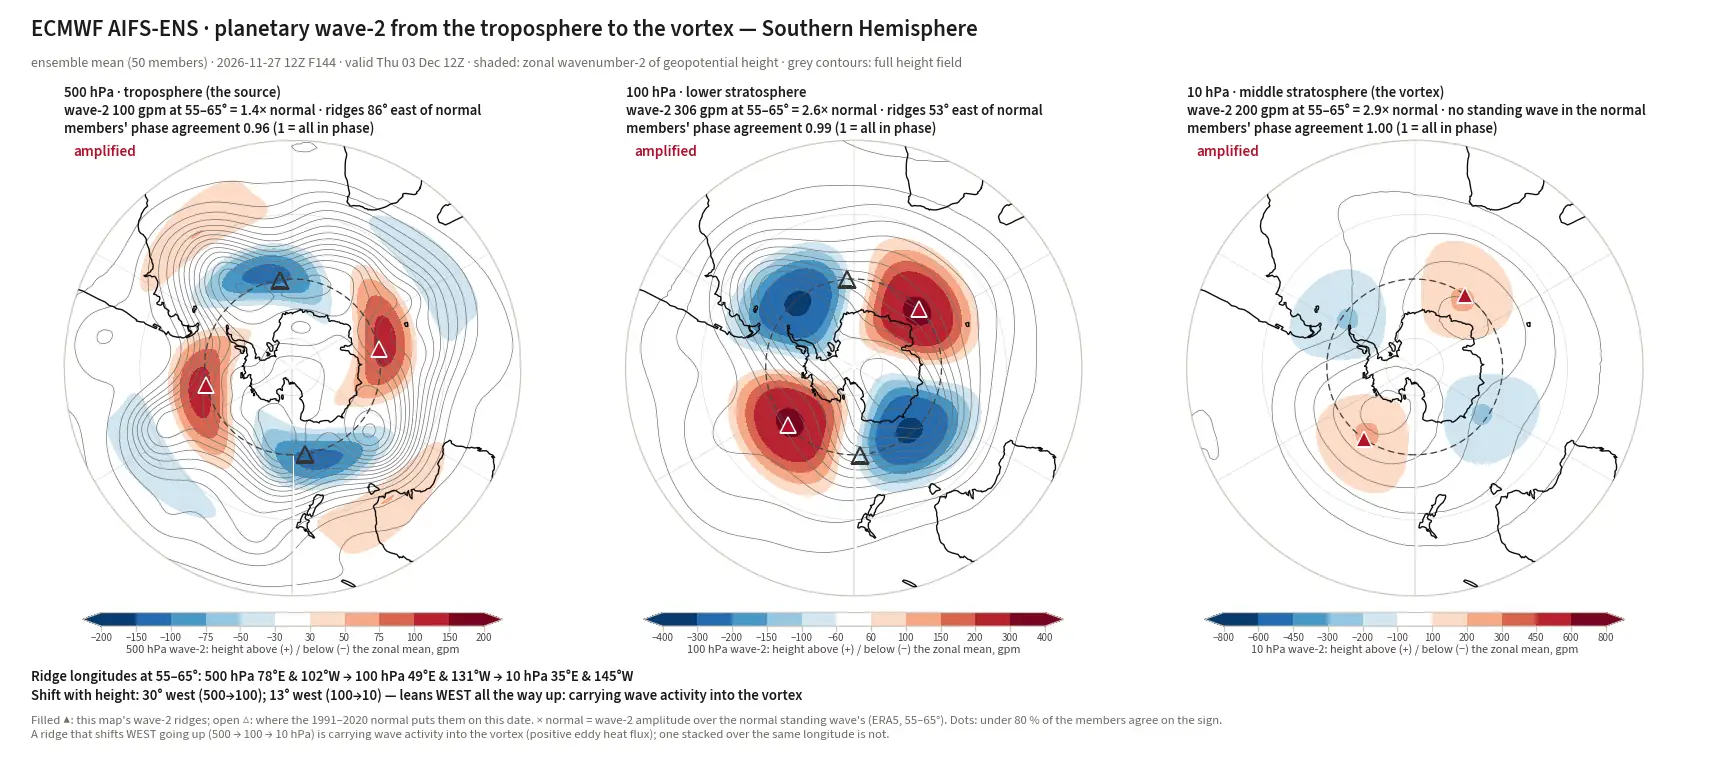 ECMWF AIFS-ENS · planetary wave-2 from the troposphere to the vortex — Southern Hemisphere
ensemble mean (50 members) · 2026-11-27 12Z F144 · valid Thu 03 Dec 12Z · shaded: zonal wavenumber-2 of geopotential height · grey contours: full height field
500 hPa · troposphere (the source)
wave-2 100 gpm at 55–65° = 1.4× normal · ridges 86° east of normal
members' phase agreement 0.96 (1 = all in phase)
amplified
100 hPa · lower stratosphere
wave-2 306 gpm at 55–65° = 2.6× normal · ridges 53° east of normal
members' phase agreement 0.99 (1 = all in phase)
amplified
10 hPa · middle stratosphere (the vortex)
wave-2 200 gpm at 55–65° = 2.9× normal · no standing wave in the normal
members' phase agreement 1.00 (1 = all in phase)
amplified
−200 −150 −100 −75 −50 −30 30 50 75 100 150 200
500 hPa wave-2: height above (+) / below (−) the zonal mean, gpm
−400 −300 −200 −150 −100 −60 60 100 150 200 300 400
100 hPa wave-2: height above (+) / below (−) the zonal mean, gpm
−800 −600 −450 −300 −200 −100 100 200 300 450 600 800
10 hPa wave-2: height above (+) / below (−) the zonal mean, gpm
Ridge longitudes at 55–65°: 500 hPa 78°E & 102°W → 100 hPa 49°E & 131°W → 10 hPa 35°E & 145°W
Shift with height: 30° west (500→100); 13° west (100→10) — leans WEST all the way up: carrying wave activity into the vortex
Filled ▲: this map's wave-2 ridges; open △: where the 1991–2020 normal puts them on this date. × normal = wave-2 amplitude over the normal standing wave's (ERA5, 55–65°). Dots: under 80 % of the members agree on the sign.
A ridge that shifts WEST going up (500 → 100 → 10 hPa) is carrying wave activity into the vortex (positive eddy heat flux); one stacked over the same longitude is not.